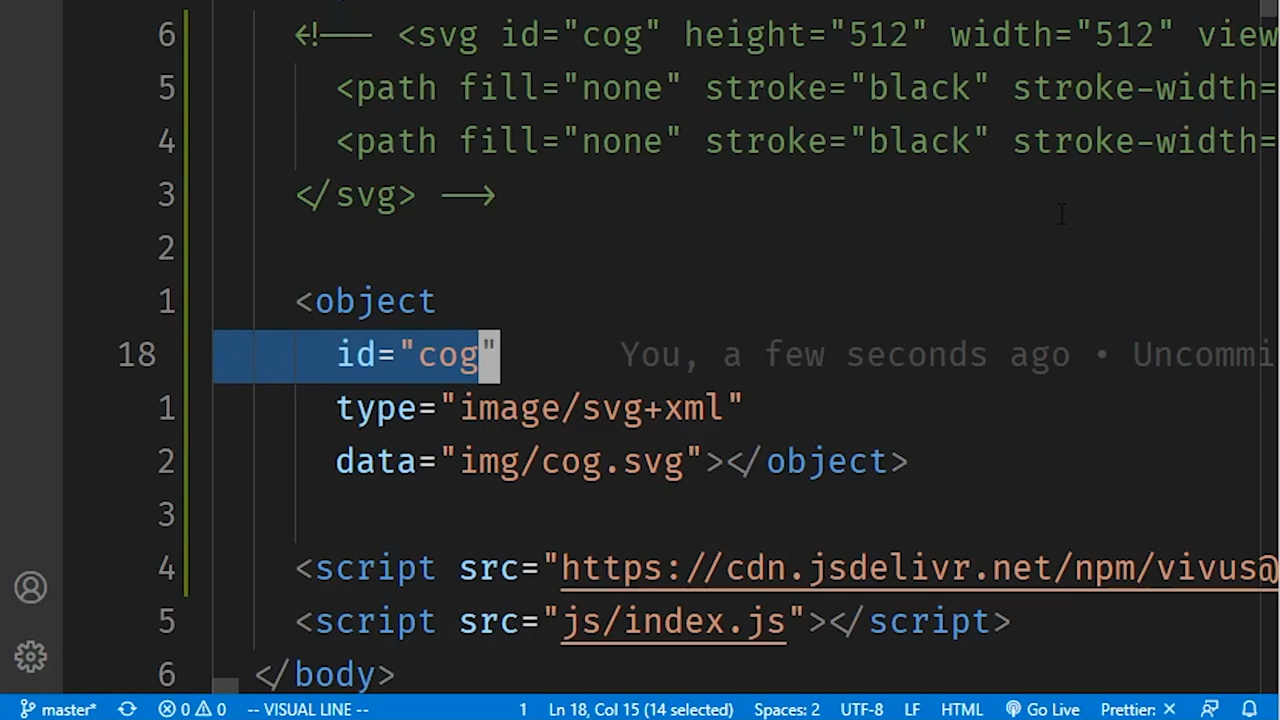 6 <!-- <svg id="cog" height="512" width="512" view
5 <path fill="none" stroke="black" stroke-width=
4 <path fill="none" stroke="black" stroke-width=
3 </svg> -->
2
1 <object
18 id="cog" You, a few seconds ago • Uncommi
1 type="image/svg+xml"
2 data="img/cog.svg"></object>
3
4 <script src="https://cdn.jsdelivr.net/npm/vivus@
5 <script src="js/index.js"></script>
6 </body>
master* 0 0 -- VISUAL LINE -- 1 Ln 18, Col 15 (14 selected) Spaces: 2 UTF-8 LF HTML Go Live Prettier: ×